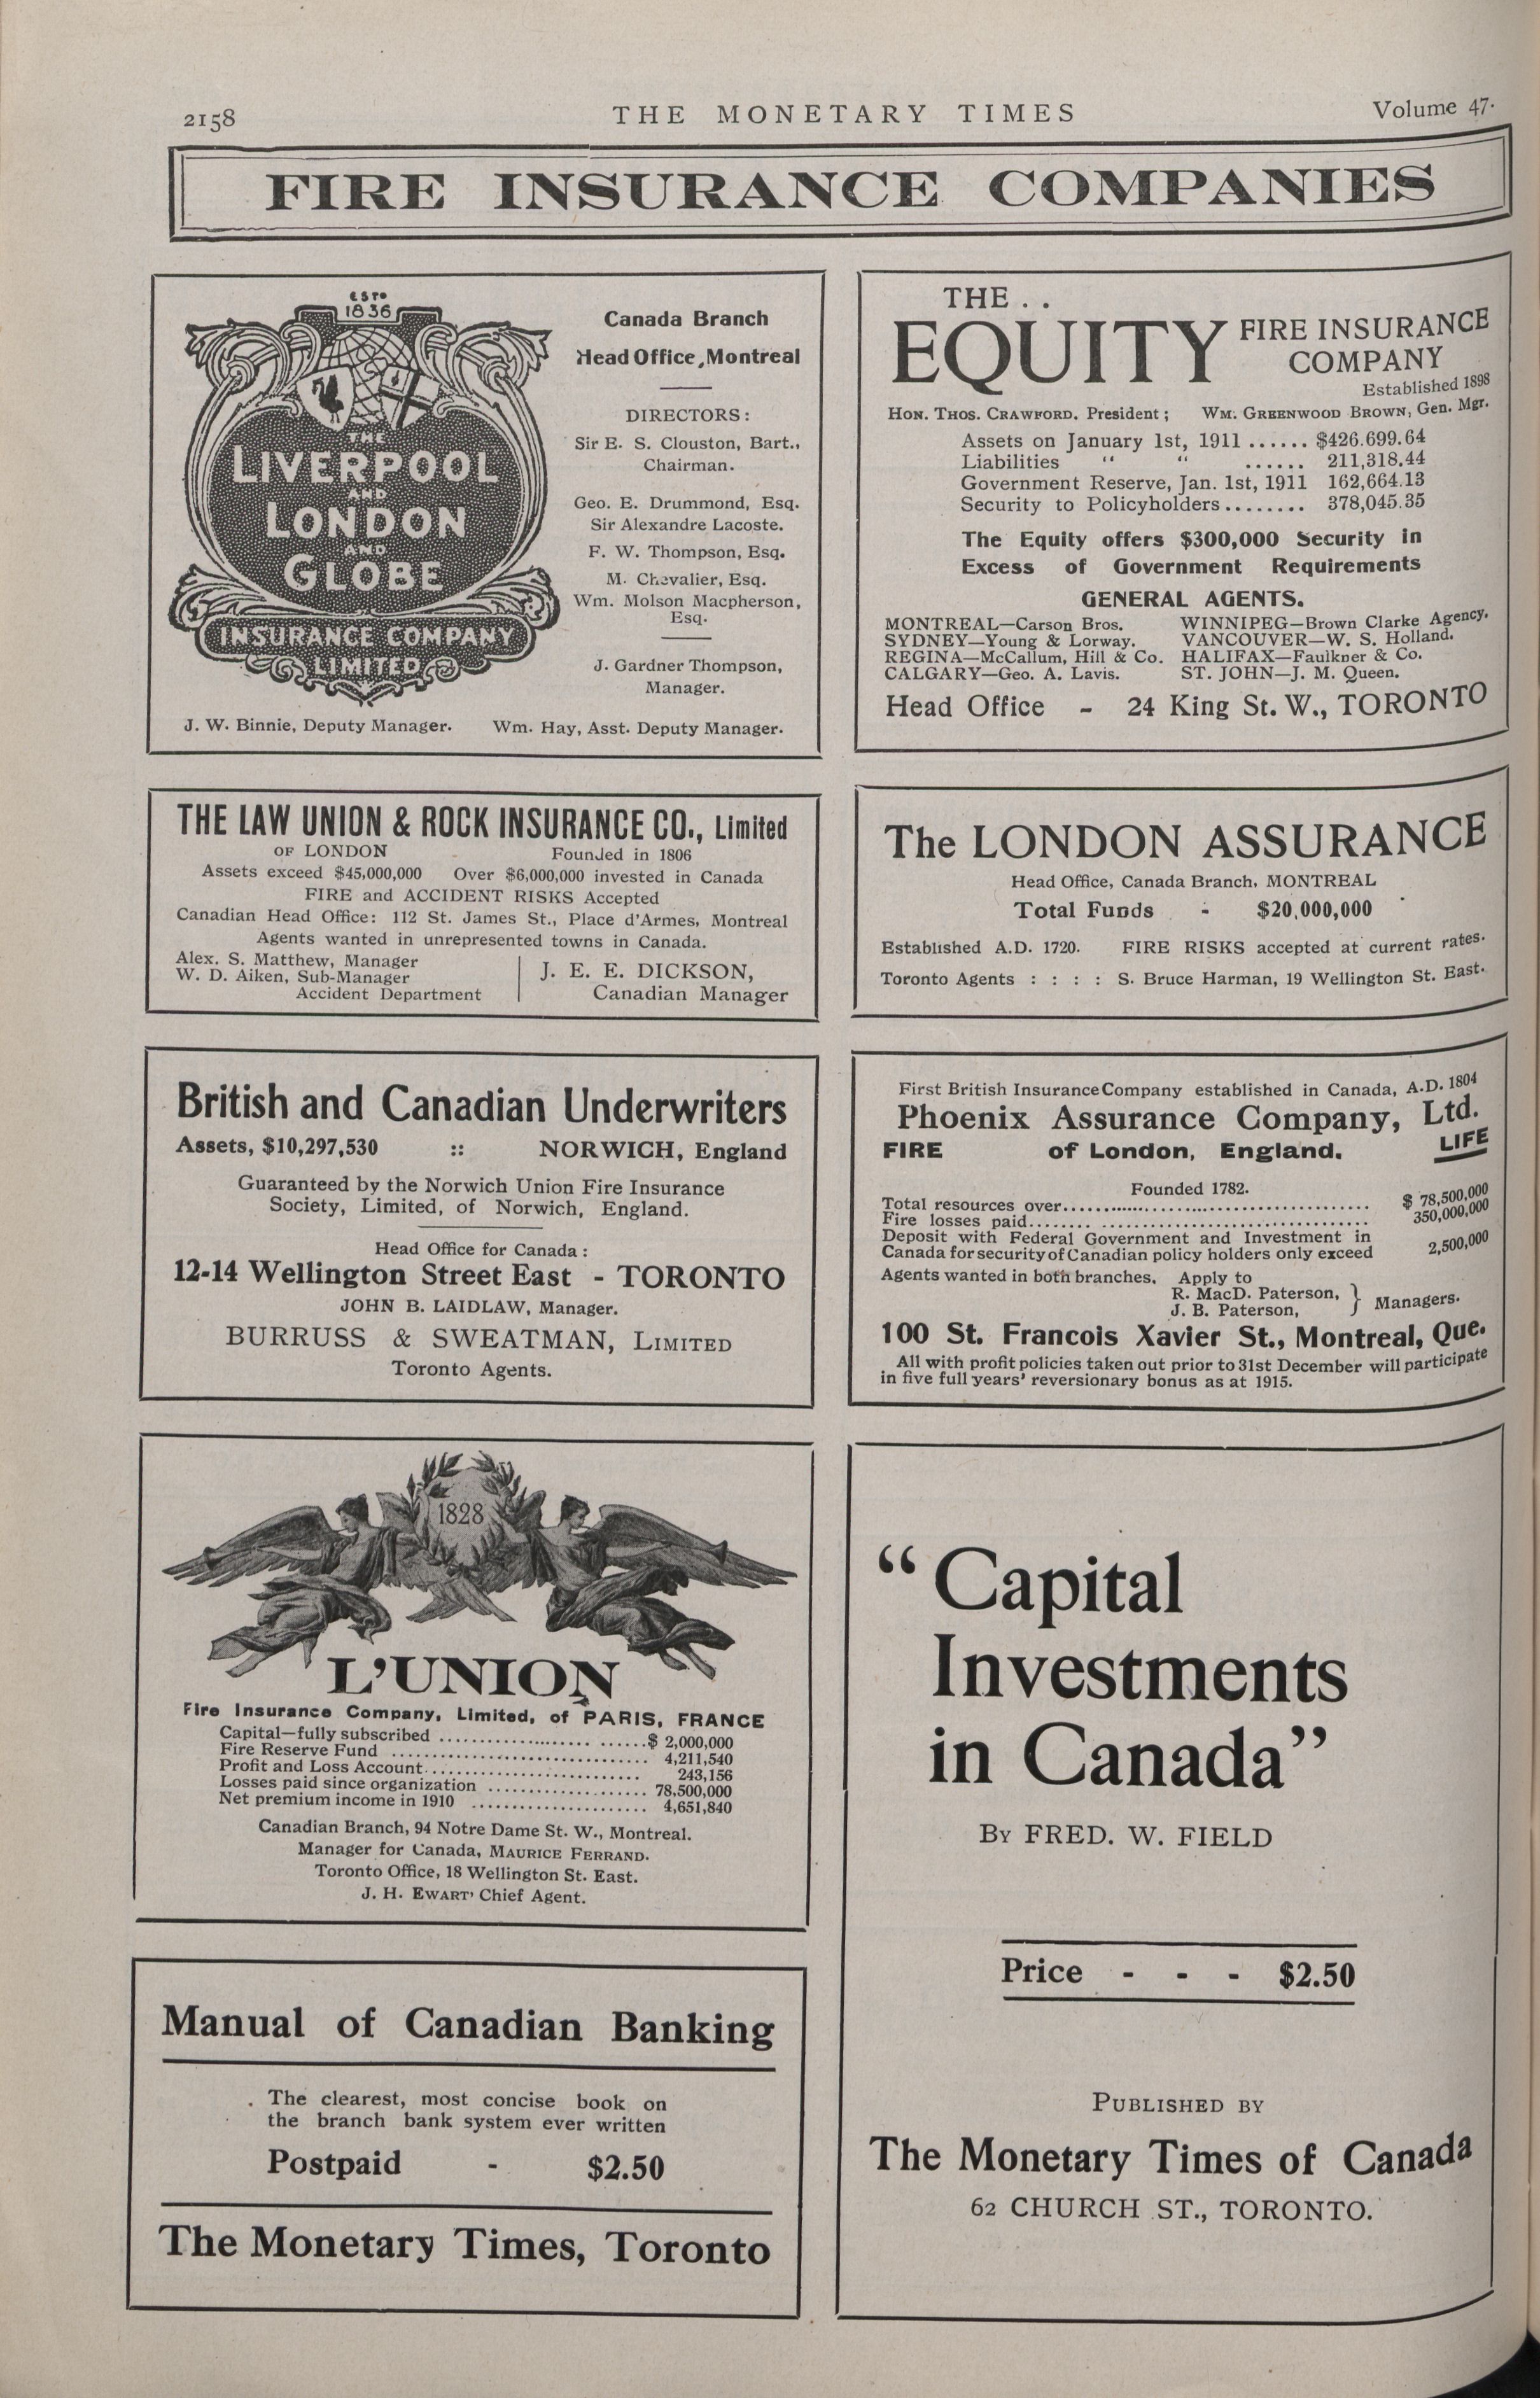 2158
THE MONETARY TIMES
Volume 47.
FIRE INSURANCE COMPANIES
ESTD
1836
THE
LIVERPOOL
AND
LONDON
AND
GLOBE
INSURANCE COMPANY
LIMITED
Canada Branch
Head Office, Montreal
DIRECTORS:
Sir E. S. Clouston, Bart.,
Chairman.
Geo. E. Drummond, Esq.
Sir Alexandre Lacoste.
F. W. Thompson, Esq.
M. Chevalier, Esq.
Wm. Molson Macpherson,
Esq.
J. Gardner Thompson,
Manager.
J. W. Binnie, Deputy Manager. Wm. Hay, Asst. Deputy Manager.
THE . .
EQUITY FIRE INSURANCE
COMPANY
Established 1898
HON. THOS. CRAWFORD, President ; WM. GREENWOOD BROWN, Gen. Mgr.
Assets on January 1st, 1911 ...... $426.699.64
Liabilities " " ...... 211,318.44
Government Reserve, Jan. 1st, 1911 162,664.13
Security to Policyholders........ 378,045.35
The Equity offers $300,000 Security in
Excess of Government Requirements
GENERAL AGENTS.
MONTREAL—Carson Bros. WINNIPEG—Brown Clarke Agency.
SYDNEY—Young & Lorway. VANCOUVER—W. S. Holland.
REGINA—McCallum, Hill & Co. HALIFAX—Faulkner & Co.
CALGARY—Geo. A. Lavis. ST. JOHN—J. M. Queen.
Head Office - 24 King St. W., TORONTO
THE LAW UNION & ROCK INSURANCE CO., Limited
OF LONDON Founded in 1806
Assets exceed $45,000,000 Over $6,000,000 invested in Canada
FIRE and ACCIDENT RISKS Accepted
Canadian Head Office: 112 St. James St., Place d'Armes, Montreal
Agents wanted in unrepresented towns in Canada.
Alex. S. Matthew, Manager
W. D. Aiken, Sub-Manager
Accident Department
J. E. E. DICKSON,
Canadian Manager
The LONDON ASSURANCE
Head Office, Canada Branch, MONTREAL
Total Funds - $20,000,000
Established A.D. 1720. FIRE RISKS accepted at current rates.
Toronto Agents : : : : S. Bruce Harman, 19 Wellington St. East.
British and Canadian Underwriters
Assets, $10,297,530 :: NORWICH, England
Guaranteed by the Norwich Union Fire Insurance
Society, Limited, of Norwich, England.
Head Office for Canada :
12-14 Wellington Street East - TORONTO
JOHN B. LAIDLAW, Manager.
BURRUSS & SWEATMAN, LIMITED
Toronto Agents.
First British Insurance Company established in Canada, A.D. 1804
Phoenix Assurance Company, Ltd.
FIRE of London, England. LIFE
Founded 1782.
Total resources over........................................ $ 78,500,000
Fire losses paid........ .................................... 350,000,000
Deposit with Federal Government and Investment in
Canada for security of Canadian policy holders only exceed 2,500,000
Agents wanted in both branches. Apply to
R. MacD. Paterson,
J. B. Paterson,
} Managers.
100 St. Francois Xavier St., Montreal, Que.
All with profit policies taken out prior to 31st December will participate
in five full years' reversionary bonus as at 1915.
1828
L'UNION
Fire Insurance Company, Limited, of PARIS, FRANCE
Capital—fully subscribed ........................$ 2,000,000
Fire Reserve Fund .............................. 4,211,540
Profit and Loss Account......................... 243,156
Losses paid since organization .................. 78,500,000
Net premium income in 1910 ..................... 4,651,840
Canadian Branch, 94 Notre Dame St. W., Montreal.
Manager for Canada, MAURICE FERRAND.
Toronto Office, 18 Wellington St. East.
J. H. EWART, Chief Agent.
"Capital
Investments
in Canada"
BY FRED. W. FIELD
Price - - - $2.50
PUBLISHED BY
The Monetary Times of Canada
62 CHURCH ST., TORONTO.
Manual of Canadian Banking
The clearest, most concise book on
the branch bank system ever written
Postpaid - $2.50
The Monetary Times, Toronto